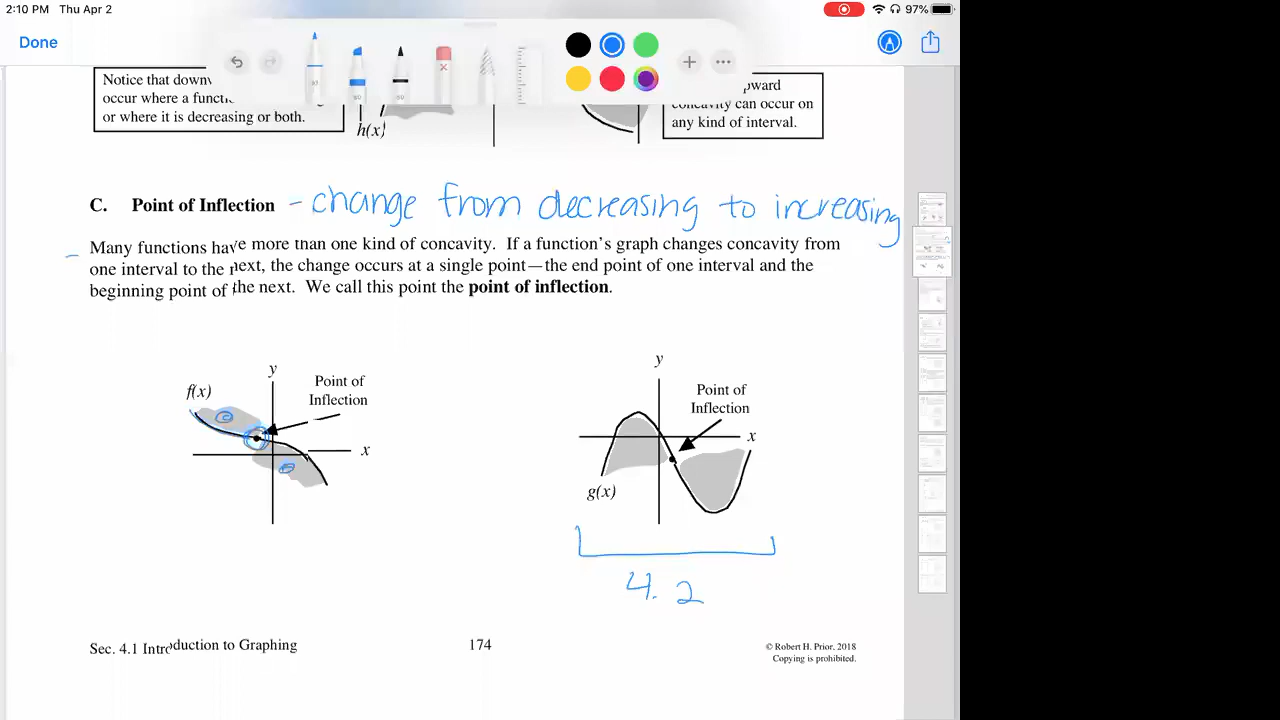 2:10 PM Thu Apr 2
97%
Done
Notice that
occur where a
or where it is decreasing or both.
h(x)
concavity can occur on
any kind of interval.
C. Point of Inflection - change from decreasing to increasing
Many functions have more than one kind of concavity. If a function's graph changes concavity from
one interval to the next, the change occurs at a single point—the end point of one interval and the
beginning point of the next. We call this point the point of inflection.
y
f(x)
Point of
Inflection
x
y
Point of
Inflection
x
g(x)
4.2
Sec. 4.1 Introduction to Graphing
174
© Robert H. Prior, 2018
Copying is prohibited.